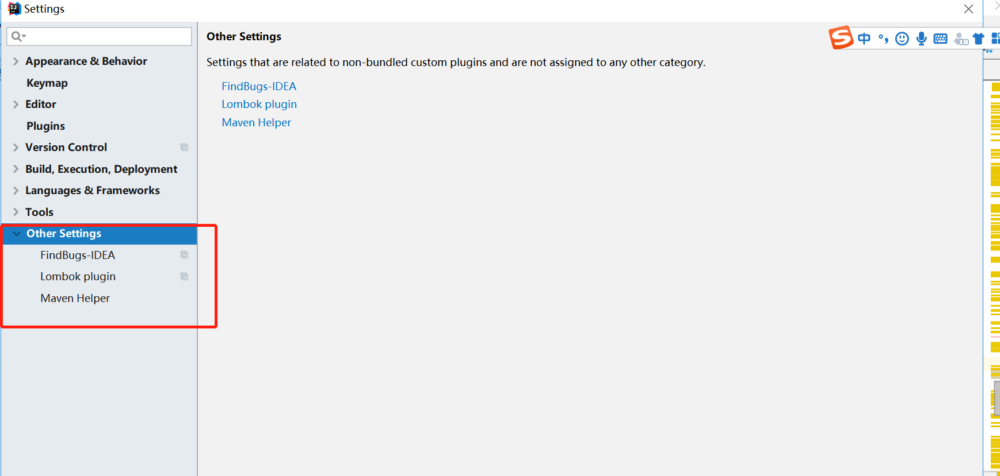 Settings
Appearance & Behavior
Keymap
Editor
Plugins
Version Control
Build, Execution, Deployment
Languages & Frameworks
Tools
Other Settings
FindBugs-IDEA
Lombok plugin
Maven Helper
Other Settings
Settings that are related to non-bundled custom plugins and are not assigned to any other category.
FindBugs-IDEA
Lombok plugin
Maven Helper
S 中 °,